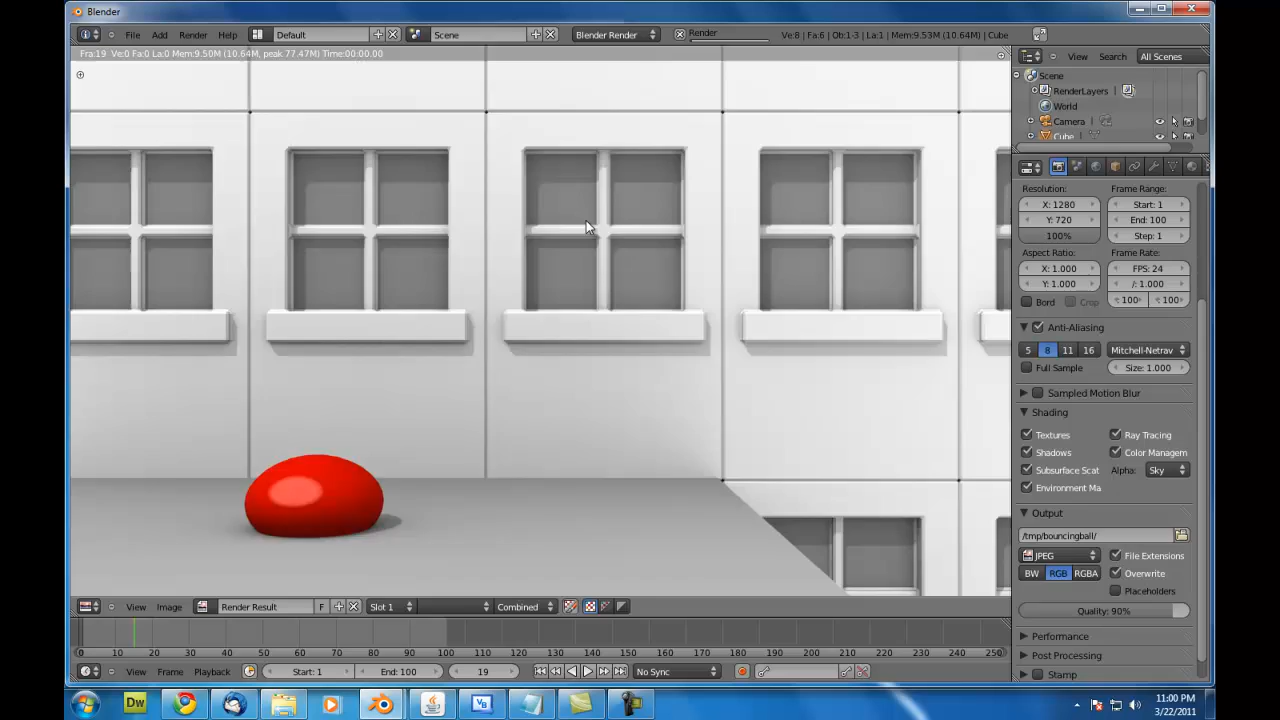 Blender
File Add Render Help Default Scene Blender Render Render Ve:8 | Fa:6 | Ob:1-3 | La:1 | Mem:9.53M (10.64M) | Cube
Fra:19 Ve:0 Fa:0 La:0 Mem:9.50M (10.64M, peak 77.47M) Time:00:00.00
View Search All Scenes
Scene
RenderLayers |
World
Camera |
Cube
Resolution: Frame Range:
X: 1280 Start: 1
Y: 720 End: 100
100% Step: 1
Aspect Ratio: Frame Rate:
X: 1.000 FPS: 24
Y: 1.000 /: 1.000
Bord Crop 100 100
Anti-Aliasing
5 8 11 16 Mitchell-Netrav
Full Sample Size: 1.000
Sampled Motion Blur
Shading
Textures Ray Tracing
Shadows Color Managem
Subsurface Scat Alpha: Sky
Environment Ma
Output
/tmp/bouncingball/
JPEG File Extensions
BW RGB RGBA Overwrite
Placeholders
Quality: 90%
Performance
Post Processing
Stamp
View Image Render Result F Slot 1 Combined
0 10 20 30 40 50 60 70 80 90 100 110 120 130 140 150 160 170 180 190 200 210 220 230 240 250
View Frame Playback Start: 1 End: 100 19 No Sync
Dw VB 11:00 PM
3/22/2011